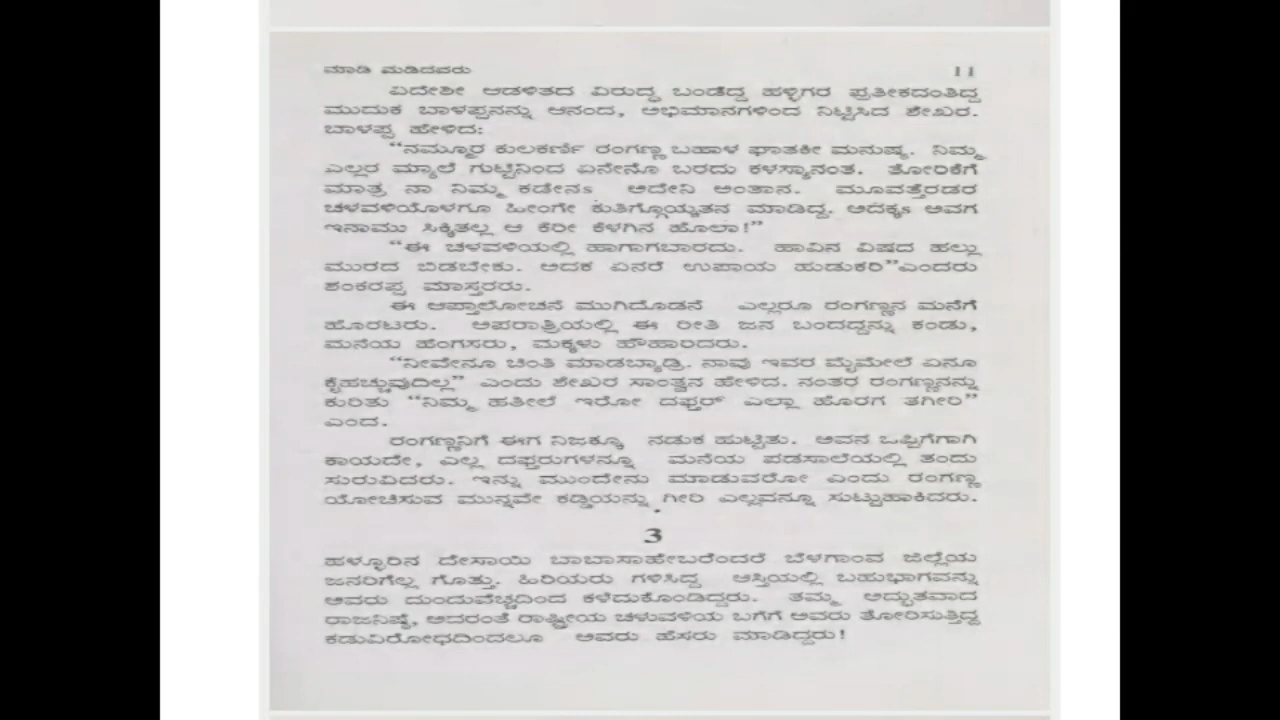 ಮಾಡಿ ಮಡಿದವರು 11
ವಿದೇಶೀ ಆಡಳಿತದ ವಿರುದ್ಧ ಬಂಡೆದ್ದ ಹಳ್ಳಿಗರ ಪ್ರತೀಕದಂತಿದ್ದ
ಮುದುಕ ಬಾಳಪ್ಪನನ್ನು ಆನಂದ, ಅಭಿಮಾನಗಳಿಂದ ನಿಟ್ಟಿಸಿದ ಶೇಖರ.
ಬಾಳಪ್ಪ ಹೇಳಿದ:
“ನಮ್ಮೂರ ಕುಲಕರ್ಣಿ ರಂಗಣ್ಣ ಬಹಾಳ ಘಾತಕೀ ಮನುಷ್ಯ. ನಿಮ್ಮ
ಎಲ್ಲರ ಮ್ಯಾಲೆ ಗುಟ್ಟಿನಿಂದ ಏನೇನೊ ಬರದು ಕಳಸ್ಯಾನಂತ. ತೋರಿಕೆಗೆ
ಮಾತ್ರ ನಾ ನಿಮ್ಮ ಕಡೇನs ಅದೇನಿ ಅಂತಾನ. ಮೂವತ್ತೆರಡರ
ಚಳವಳಿಯೊಳಗೂ ಹೀಂಗೇ ಕುತಿಗ್ಗೊಯ್ಕತನ ಮಾಡಿದ್ದ. ಅದಕ್ಕs ಅವಗ
ಇನಾಮು ಸಿಕ್ಕಿತಲ್ಲ ಆ ಕೆರೀ ಕೆಳಗಿನ ಹೊಲಾ!”
“ಈ ಚಳವಳಿಯಲ್ಲಿ ಹಾಗಾಗಬಾರದು. ಹಾವಿನ ವಿಷದ ಹಲ್ಲು
ಮುರದ ಬಿಡಬೇಕು. ಅದಕ ಏನರೆ ಉಪಾಯ ಹುಡುಕರಿ”ಎಂದರು
ಶಂಕರಪ್ಪ ಮಾಸ್ತರರು.
ಈ ಆಪ್ತಾಲೋಚನೆ ಮುಗಿದೊಡನೆ ಎಲ್ಲರೂ ರಂಗಣ್ಣನ ಮನೆಗೆ
ಹೊರಟರು. ಅಪರಾತ್ರಿಯಲ್ಲಿ ಈ ರೀತಿ ಜನ ಬಂದದ್ದನ್ನು ಕಂಡು,
ಮನೆಯ ಹೆಂಗಸರು, ಮಕ್ಕಳು ಹೌಹಾರಿದರು.
“ನೀವೇನೂ ಚಿಂತಿ ಮಾಡಬ್ಯಾಡ್ರಿ. ನಾವು ಇವರ ಮೈಮೇಲೆ ಏನೂ
ಕೈಹಚ್ಚುವುದಿಲ್ಲ” ಎಂದು ಶೇಖರ ಸಾಂತ್ವನ ಹೇಳಿದ. ನಂತರ ರಂಗಣ್ಣನನ್ನು
ಕುರಿತು “ನಿಮ್ಮ ಹತೀಲೆ ಇರೋ ದಫ್ತರ್ ಎಲ್ಲಾ ಹೊರಗ ತಗೀರಿ”
ಎಂದ.
ರಂಗಣ್ಣನಿಗೆ ಈಗ ನಿಜಕ್ಕೂ ನಡುಕ ಹುಟ್ಟಿತು. ಅವನ ಒಪ್ಪಿಗೆಗಾಗಿ
ಕಾಯದೇ, ಎಲ್ಲ ದಫ್ತರುಗಳನ್ನೂ ಮನೆಯ ಪಡಸಾಲೆಯಲ್ಲಿ ತಂದು
ಸುರುವಿದರು. ಇನ್ನು ಮುಂದೇನು ಮಾಡುವರೋ ಎಂದು ರಂಗಣ್ಣ
ಯೋಚಿಸುವ ಮುನ್ನವೇ ಕಡ್ಡಿಯನ್ನು ಗೀರಿ ಎಲ್ಲವನ್ನೂ ಸುಟ್ಟುಹಾಕಿದರು.
3
ಹಳ್ಳೂರಿನ ದೇಸಾಯಿ ಬಾಬಾಸಾಹೇಬರೆಂದರೆ ಬೆಳಗಾಂವ ಜಿಲ್ಲೆಯ
ಜನರಿಗೆಲ್ಲ ಗೊತ್ತು. ಹಿರಿಯರು ಗಳಿಸಿದ್ದ ಆಸ್ತಿಯಲ್ಲಿ ಬಹುಭಾಗವನ್ನು
ಅವರು ದುಂದುವೆಚ್ಚದಿಂದ ಕಳೆದುಕೊಂಡಿದ್ದರು. ತಮ್ಮ ಅದ್ಭುತವಾದ
ರಾಜನಿಷ್ಠೆ, ಅದರಂತೆ ರಾಷ್ಟ್ರೀಯ ಚಳುವಳಿಯ ಬಗೆಗೆ ಅವರು ತೋರಿಸುತ್ತಿದ್ದ
ಕಡುವಿರೋಧದಿಂದಲೂ ಅವರು ಹೆಸರು ಮಾಡಿದ್ದರು!